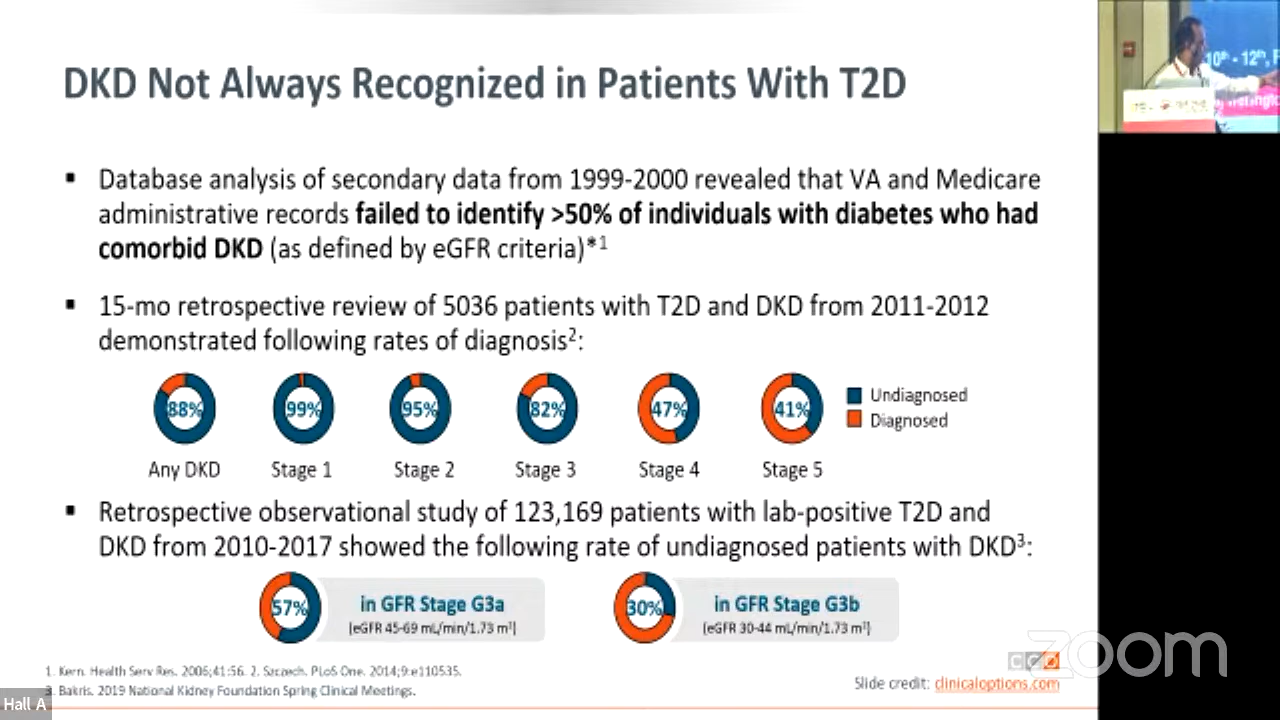 DKD Not Always Recognized in Patients With T2D
▪ Database analysis of secondary data from 1999-2000 revealed that VA and Medicare
administrative records failed to identify >50% of individuals with diabetes who had
comorbid DKD (as defined by eGFR criteria)*1
▪ 15-mo retrospective review of 5036 patients with T2D and DKD from 2011-2012
demonstrated following rates of diagnosis2:
88% 99% 95% 82% 47% 41%
Undiagnosed
Diagnosed
Any DKD Stage 1 Stage 2 Stage 3 Stage 4 Stage 5
▪ Retrospective observational study of 123,169 patients with lab-positive T2D and
DKD from 2010-2017 showed the following rate of undiagnosed patients with DKD3:
57% in GFR Stage G3a
(eGFR 45-69 mL/min/1.73 m2)
30% in GFR Stage G3b
(eGFR 30-44 mL/min/1.73 m2)
1. Kern. Health Serv Res. 2006;41:56. 2. Szczech. PLoS One. 2014;9:e110535.
3. Bakris. 2019 National Kidney Foundation Spring Clinical Meetings.
Slide credit: clinicaloptions.com
CCO
zoom
Hall A
10th - 12th,